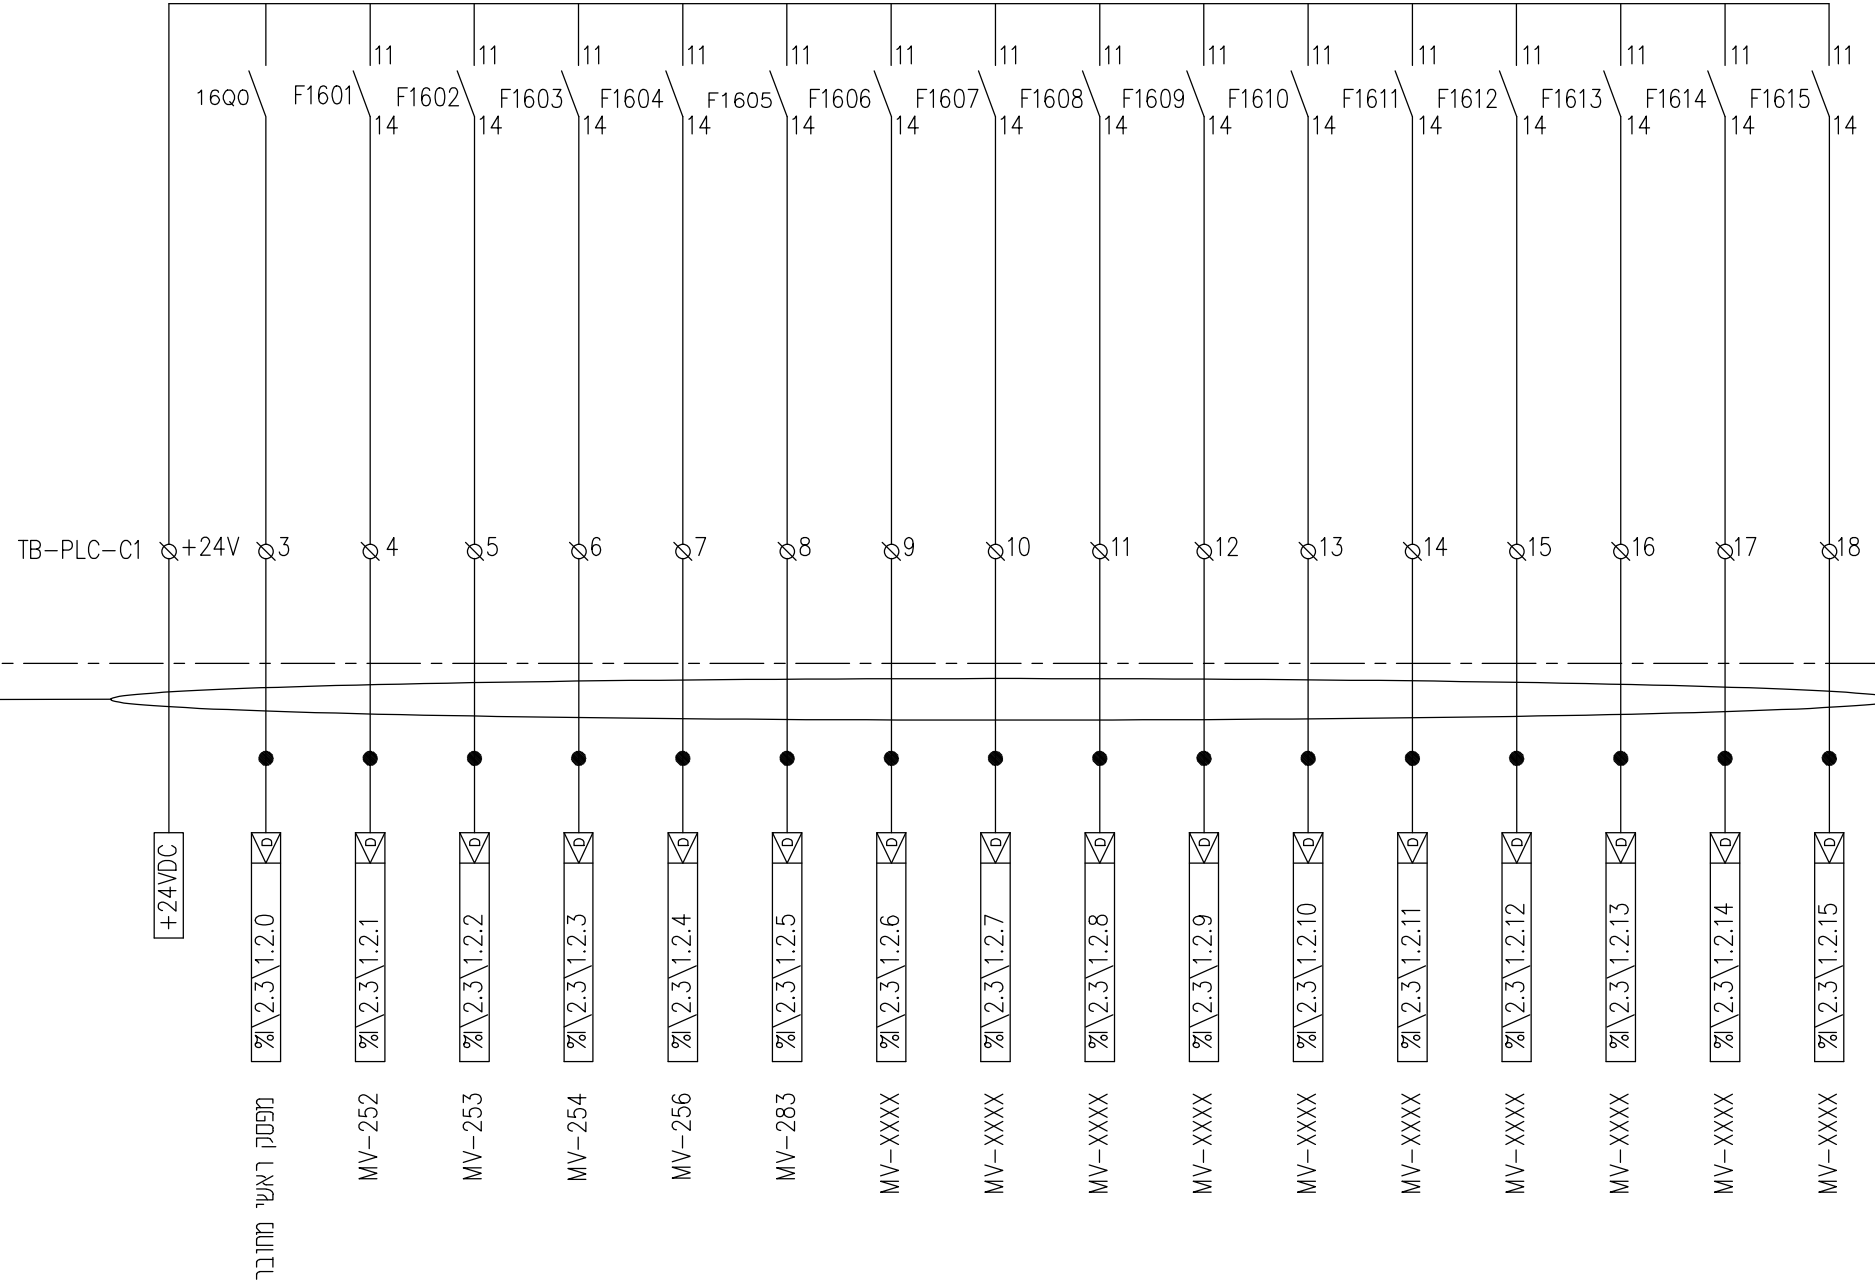 11 11 11 11 11 11 11 11 11 11 11 11 11 11 11
16Q0 F1601 F1602 F1603 F1604 F1605 F1606 F1607 F1608 F1609 F1610 F1611 F1612 F1613 F1614 F1615
14 14 14 14 14 14 14 14 14 14 14 14 14 14 14
TB-PLC-C1 +24V 3 4 5 6 7 8 9 10 11 12 13 14 15 16 17 18
D D D D D D D D D D D D D D D D
+24VDC
%I\2.3\1.2.0
%I\2.3\1.2.1
%I\2.3\1.2.2
%I\2.3\1.2.3
%I\2.3\1.2.4
%I\2.3\1.2.5
%I\2.3\1.2.6
%I\2.3\1.2.7
%I\2.3\1.2.8
%I\2.3\1.2.9
%I\2.3\1.2.10
%I\2.3\1.2.11
%I\2.3\1.2.12
%I\2.3\1.2.13
%I\2.3\1.2.14
%I\2.3\1.2.15
מפסק ראשי מחובר
MV-252
MV-253
MV-254
MV-256
MV-283
MV-XXXX
MV-XXXX
MV-XXXX
MV-XXXX
MV-XXXX
MV-XXXX
MV-XXXX
MV-XXXX
MV-XXXX
MV-XXXX